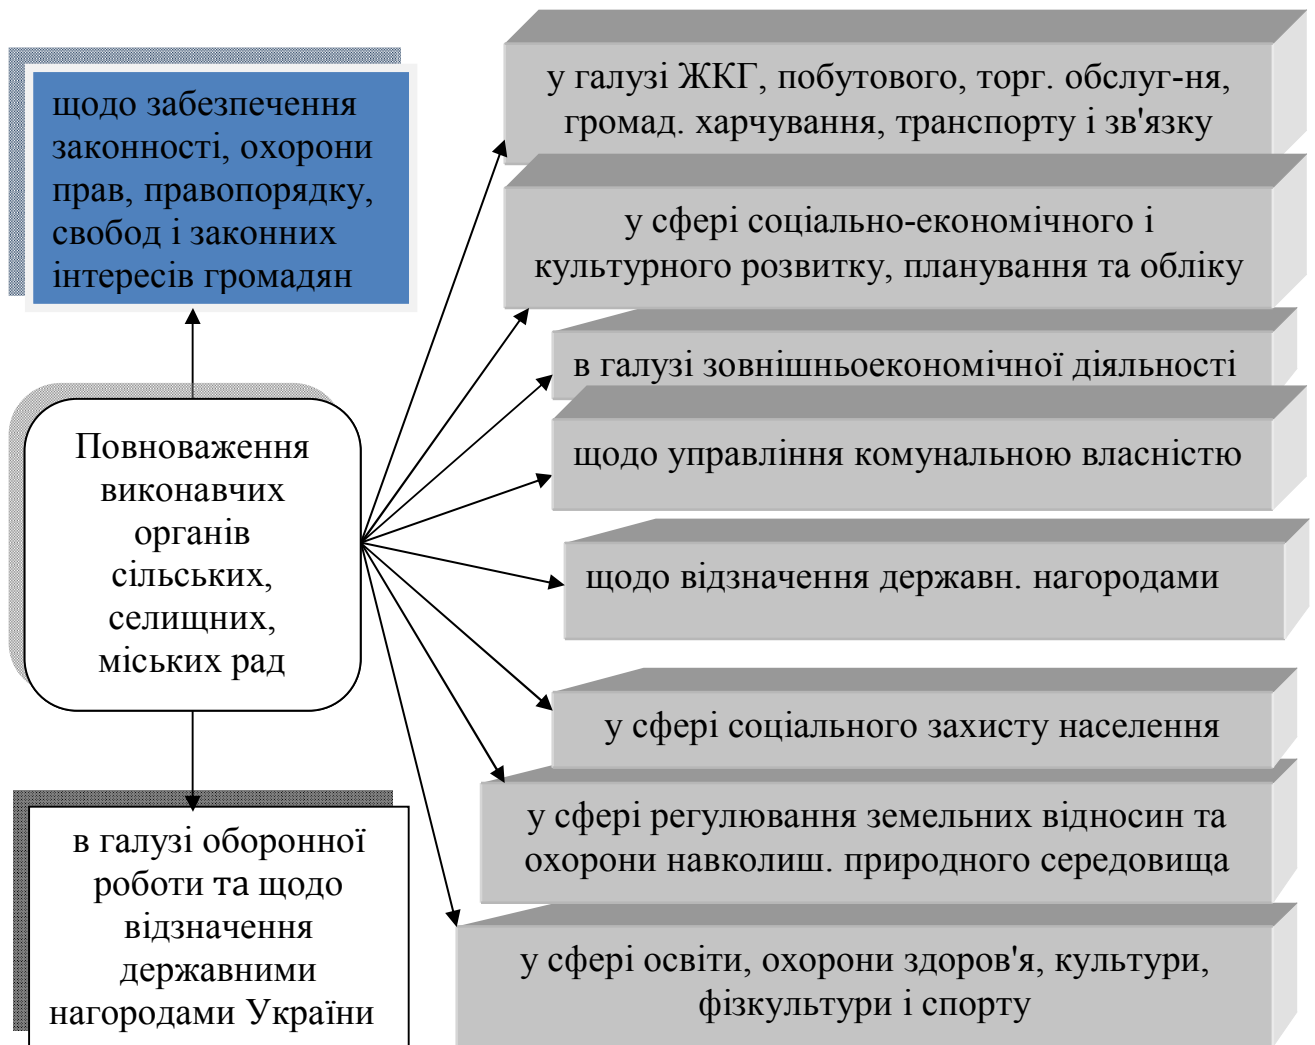 щодо забезпечення
законності, охорони
прав, правопорядку,
свобод і законних
інтересів громадян
Повноваження
виконавчих
органів
сільських,
селищних,
міських рад
в галузі оборонної
роботи та щодо
відзначення
державними
нагородами України
у галузі ЖКГ, побутового, торг. обслуг-ня,
громад. харчування, транспорту і зв'язку
у сфері соціально-економічного і
культурного розвитку, планування та обліку
в галузі зовнішньоекономічної діяльності
щодо управління комунальною власністю
щодо відзначення державн. нагородами
у сфері соціального захисту населення
у сфері регулювання земельних відносин та
охорони навколиш. природного середовища
у сфері освіти, охорони здоров'я, культури,
фізкультури і спорту